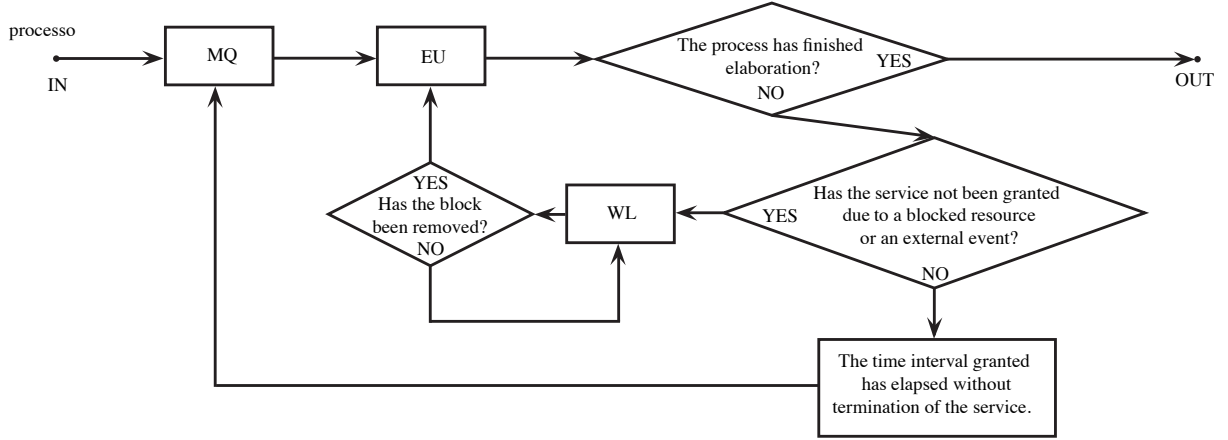 processo
IN
MQ
EU
The process has finished
elaboration?
YES
NO
OUT
YES
Has the block
been removed?
NO
WL
Has the service not been granted
due to a blocked resource
or an external event?
YES
NO
The time interval granted
has elapsed without
termination of the service.